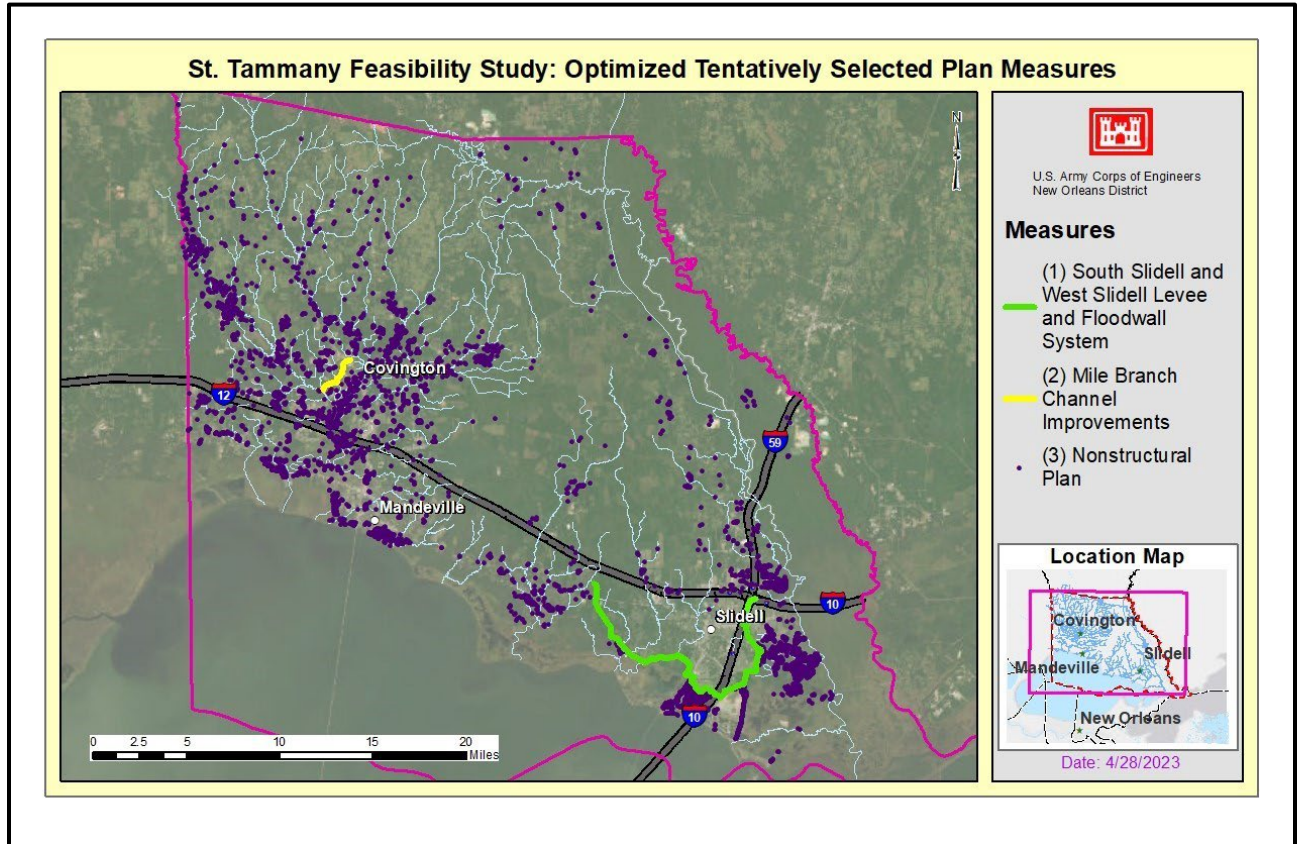 St. Tammany Feasibility Study: Optimized Tentatively Selected Plan Measures
N
Covington
12
59
Mandeville
10
Slidell
10
0 2.5 5 10 15 20
Miles
U.S. Army Corps of Engineers
New Orleans District
Measures
(1) South Slidell and
West Slidell Levee
and Floodwall
System
(2) Mile Branch
Channel
Improvements
(3) Nonstructural
Plan
Location Map
Covington
Slidell
Mandeville
New Orleans
Date: 4/28/2023